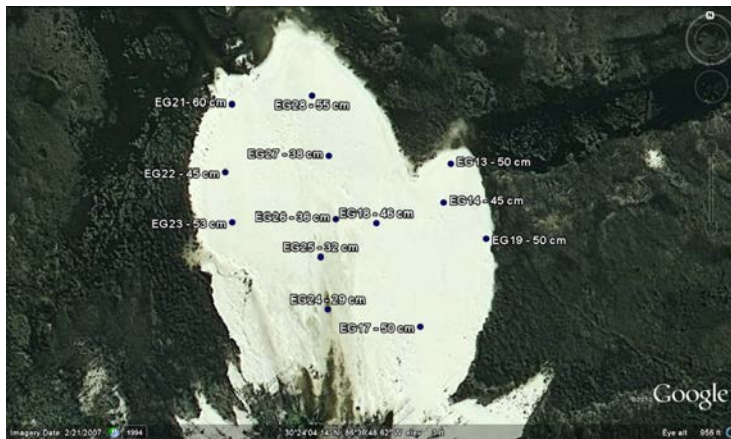 N
EG21- 60 cm
EG28 - 55 cm
EG27 - 38 cm
EG13 - 50 cm
EG22 - 45 cm
EG14 - 45 cm
EG23 - 53 cm
EG26 - 36 cm
EG18 - 46 cm
EG19 - 50 cm
EG25 - 32 cm
EG24 - 29 cm
EG17 - 50 cm
Google
Imagery Date: 2/21/2007
1994
Eye alt 956 ft